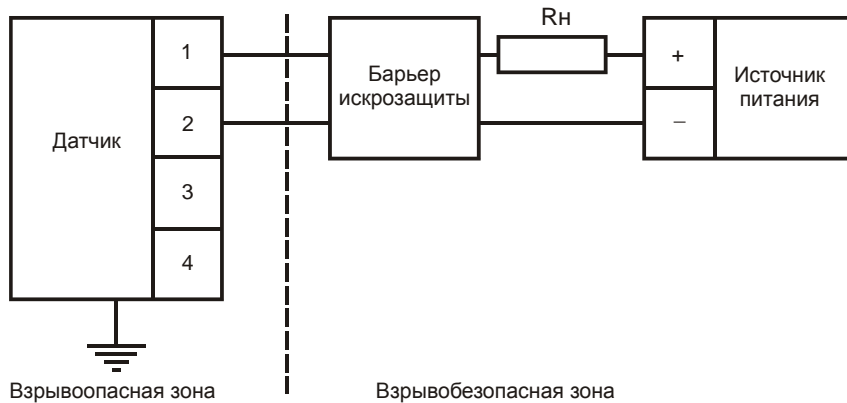 Rн
1
2
3
4
Датчик
Барьер
искрозащиты
+
−
Источник
питания
Взрывоопасная зона
Взрывобезопасная зона